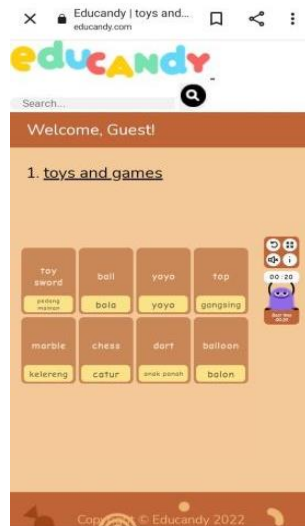 Educandy | toys and...
educandy.com
eDUCANDY
Search...
Welcome, Guest!
1. toys and games
00:20
toy sword
ball
yoyo
top
pedang mainan
bola
yoyo
gangsing
marble
chess
dart
balloon
kelereng
catur
anak panah
balon
Copyright © Educandy 2022